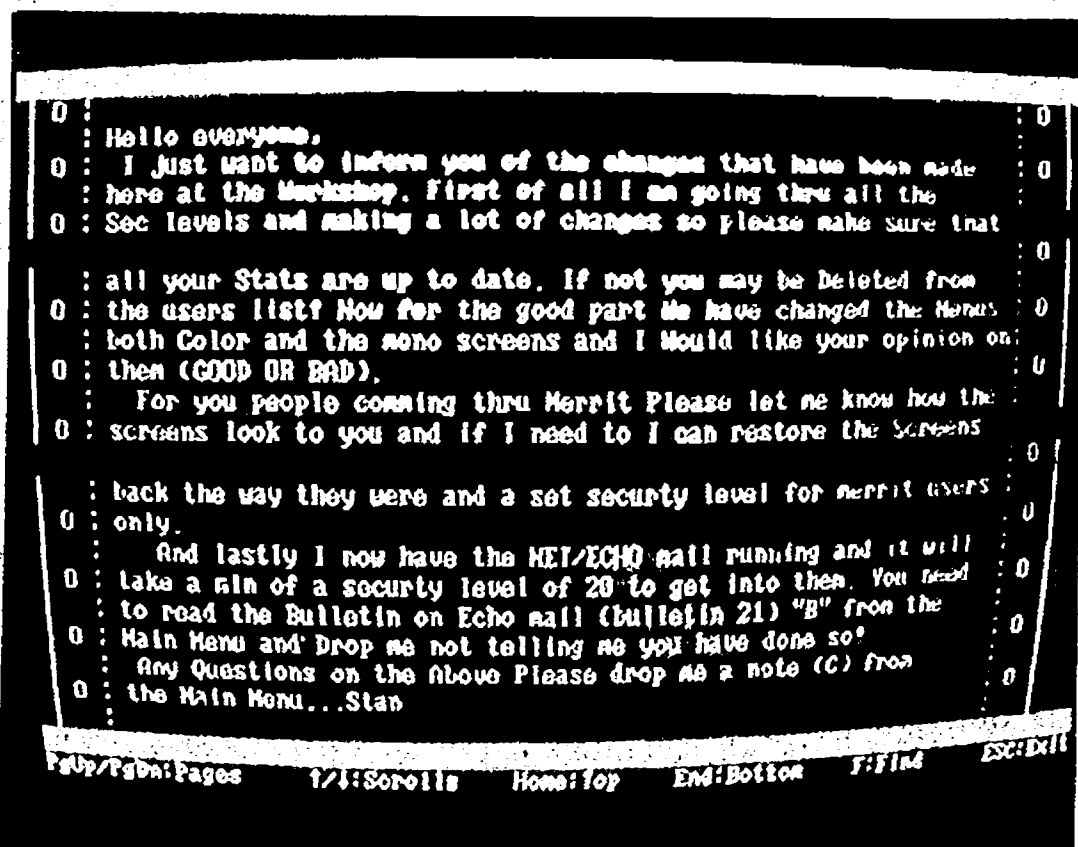 Hello everyone,
I just want to inform you of the changes that have been made
here at the Workshop. First of all I am going thru all the
Sec levels and making a lot of changes so please make sure that
all your Stats are up to date. If not you may be Deleted from
the users list! Now for the good part We have changed the Menus
both Color and the mono screens and I Would like your opinion on
them (GOOD OR BAD).
For you people comming thru Merrit Please let me know how the
screens look to you and if I need to I can restore the Screens
back the way they were and a set securty level for merrit users
only.
And lastly I now have the NET/ECHO mail running and it will
take a min of a securty level of 20 to get into them. You need
to read the Bulletin on Echo mail (bulletin 21) "B" from the
Main Menu and Drop me not telling me you have done so!
Any Questions on the Above Please drop me a note (C) from
the Main Menu...Stan
PgUp/PgDn:Pages ↑/↓:Scrolls Home:Top End:Bottom F:Find ESC:Exit